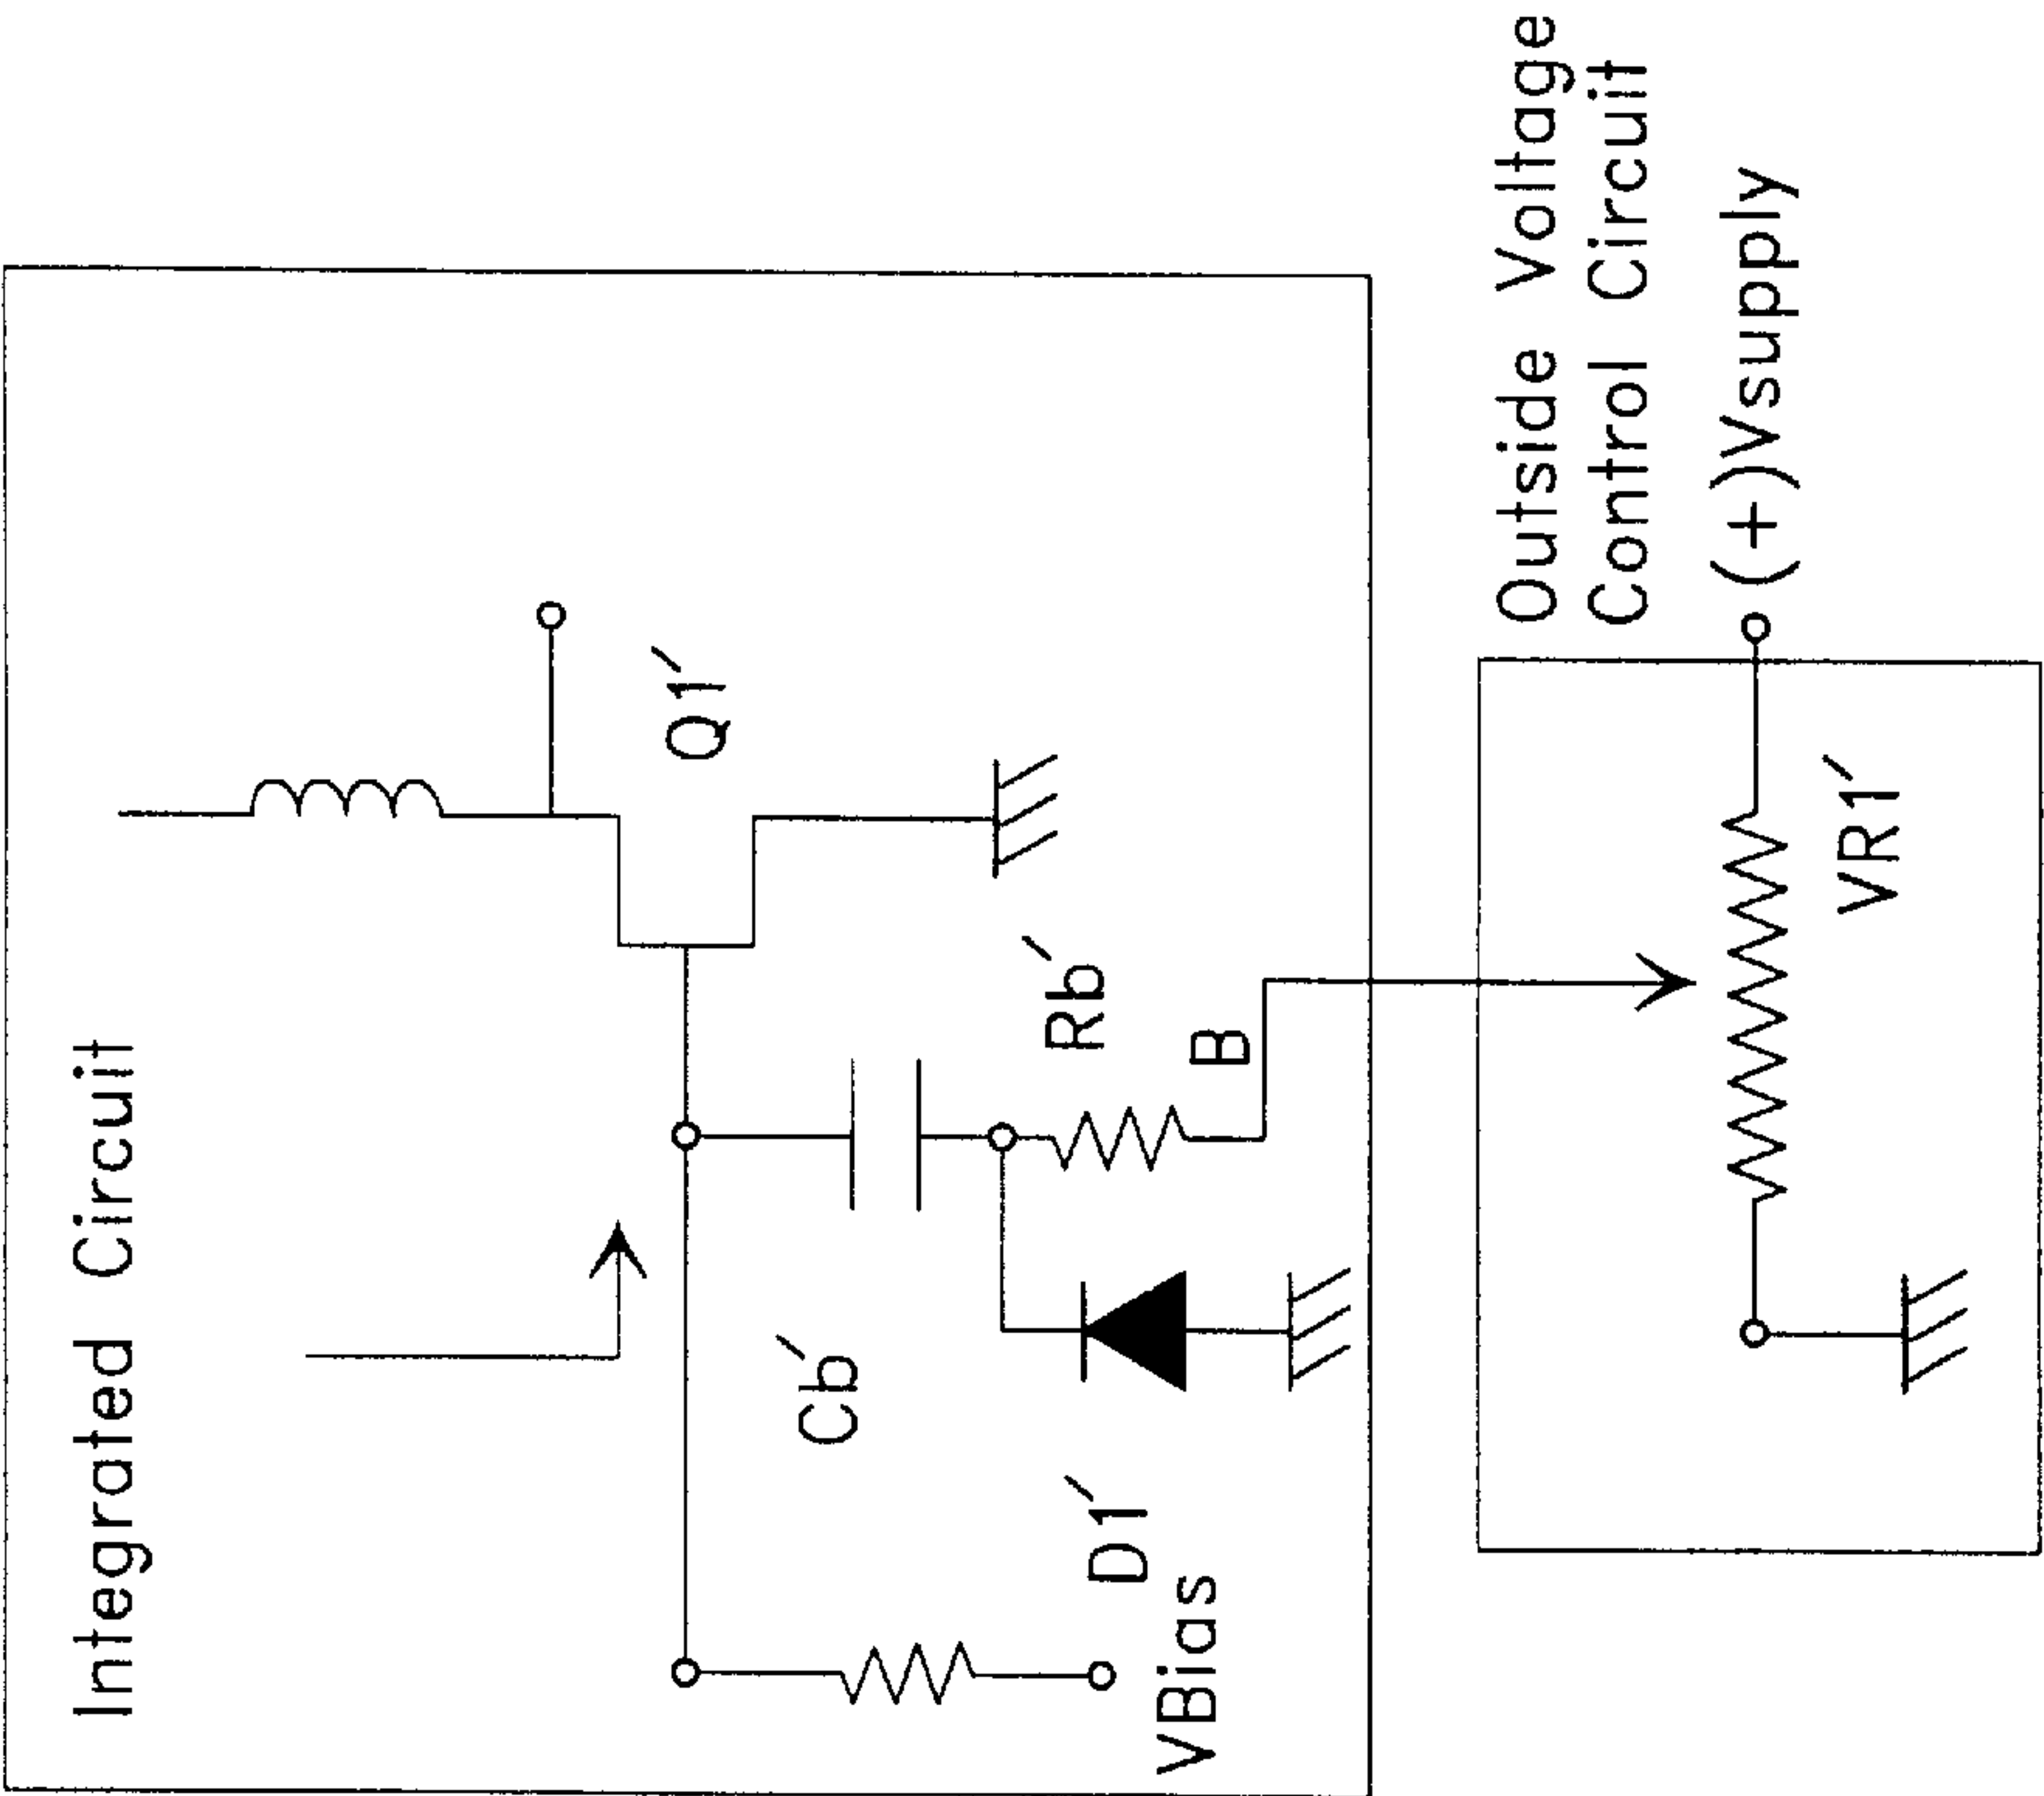 Integrated Circuit
Q1′
Cb′
Rb′
B
D1′
VBias
Outside Voltage
Control Circuit
(+)Vsupply
VR1′